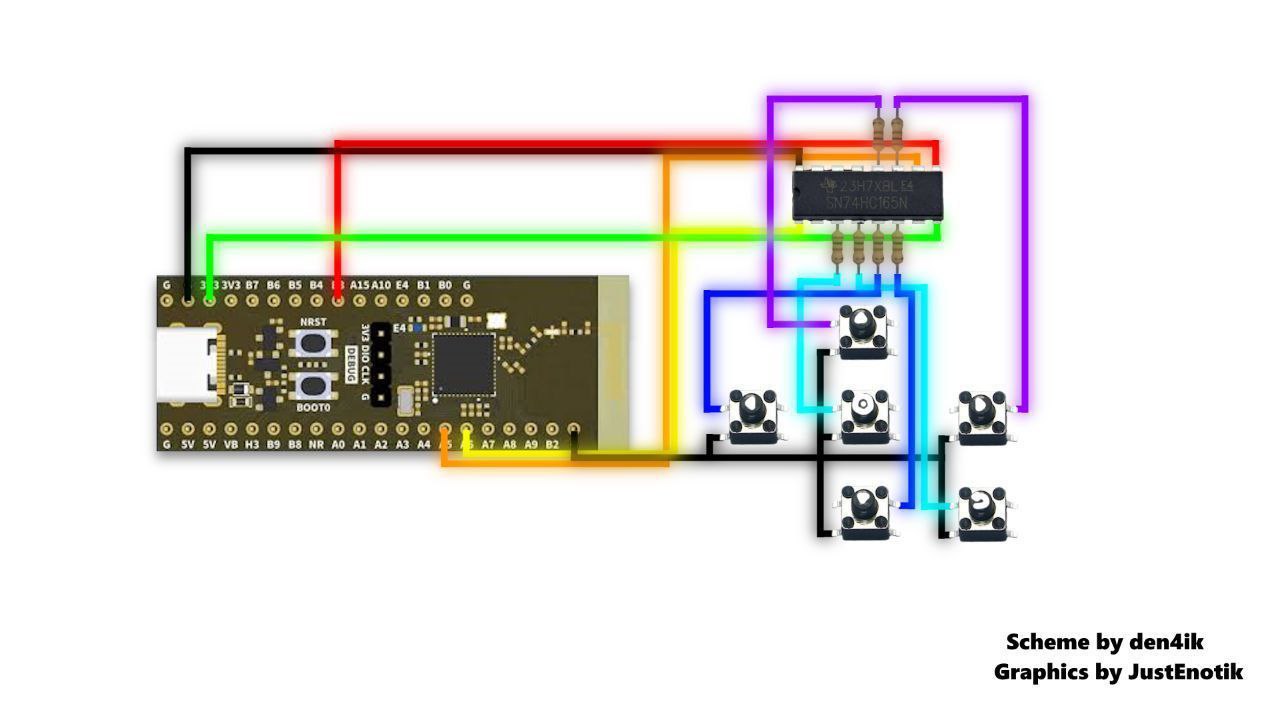 23H7XBL E4
SN74HC165N
G 3V3 3V3 B7 B6 B5 B4 B3 A15 A10 E4 B1 B0 G
NRST
E4
3V3 DIO CLK G
DEBUG
BOOT0
G 5V 5V VB H3 B9 B8 NR A0 A1 A2 A3 A4 A5 A6 A7 A8 A9 B2
Scheme by den4ik
Graphics by JustEnotik